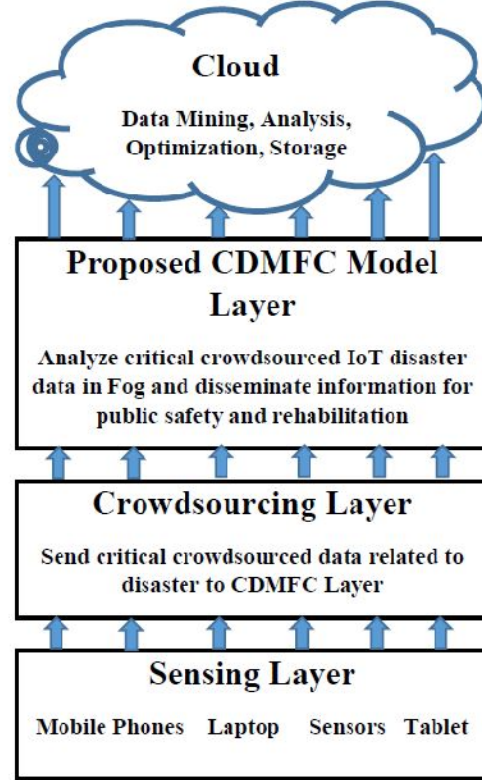 Cloud
Data Mining, Analysis,
Optimization, Storage
Proposed CDMFC Model
Layer
Analyze critical crowdsourced IoT disaster
data in Fog and disseminate information for
public safety and rehabilitation
Crowdsourcing Layer
Send critical crowdsourced data related to
disaster to CDMFC Layer
Sensing Layer
Mobile Phones Laptop Sensors Tablet